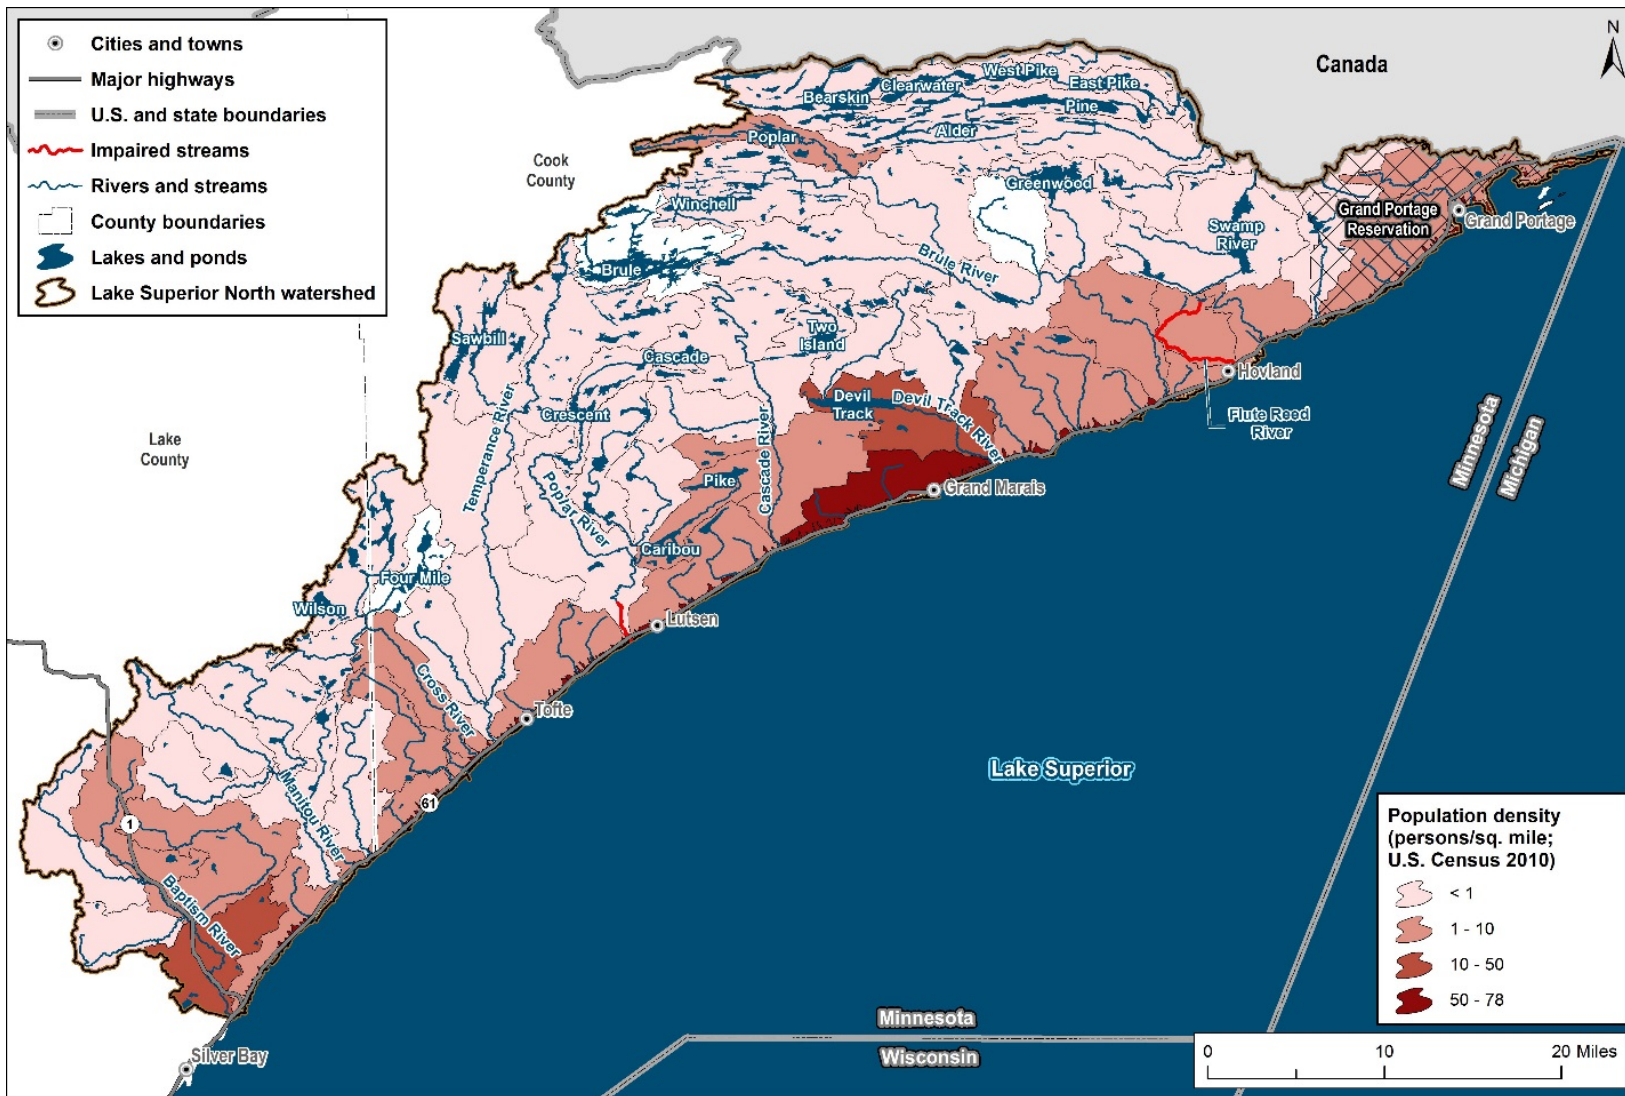 Cities and towns
Major highways
U.S. and state boundaries
Impaired streams
Rivers and streams
County boundaries
Lakes and ponds
Lake Superior North watershed
N
Canada
West Pike
Clearwater
East Pike
Bearskin
Pine
Alder
Poplar
Cook
County
Greenwood
Winchell
Grand Portage
Reservation
Grand Portage
Swamp
River
Brule
Brule River
Two
Island
Sawbill
Cascade
Hovland
Devil
Track
Devil Track River
Flute Reed
River
Crescent
Temperance River
Cascade River
Lake
County
Minnesota
Michigan
Pike
Poplar River
Grand Marais
Caribou
Four Mile
Wilson
Lutsen
Cross River
Tofte
Lake Superior
Manitou River
61
1
Baptism River
Population density
(persons/sq. mile;
U.S. Census 2010)
< 1
1 - 10
10 - 50
50 - 78
Minnesota
Wisconsin
Silver Bay
0 10 20 Miles